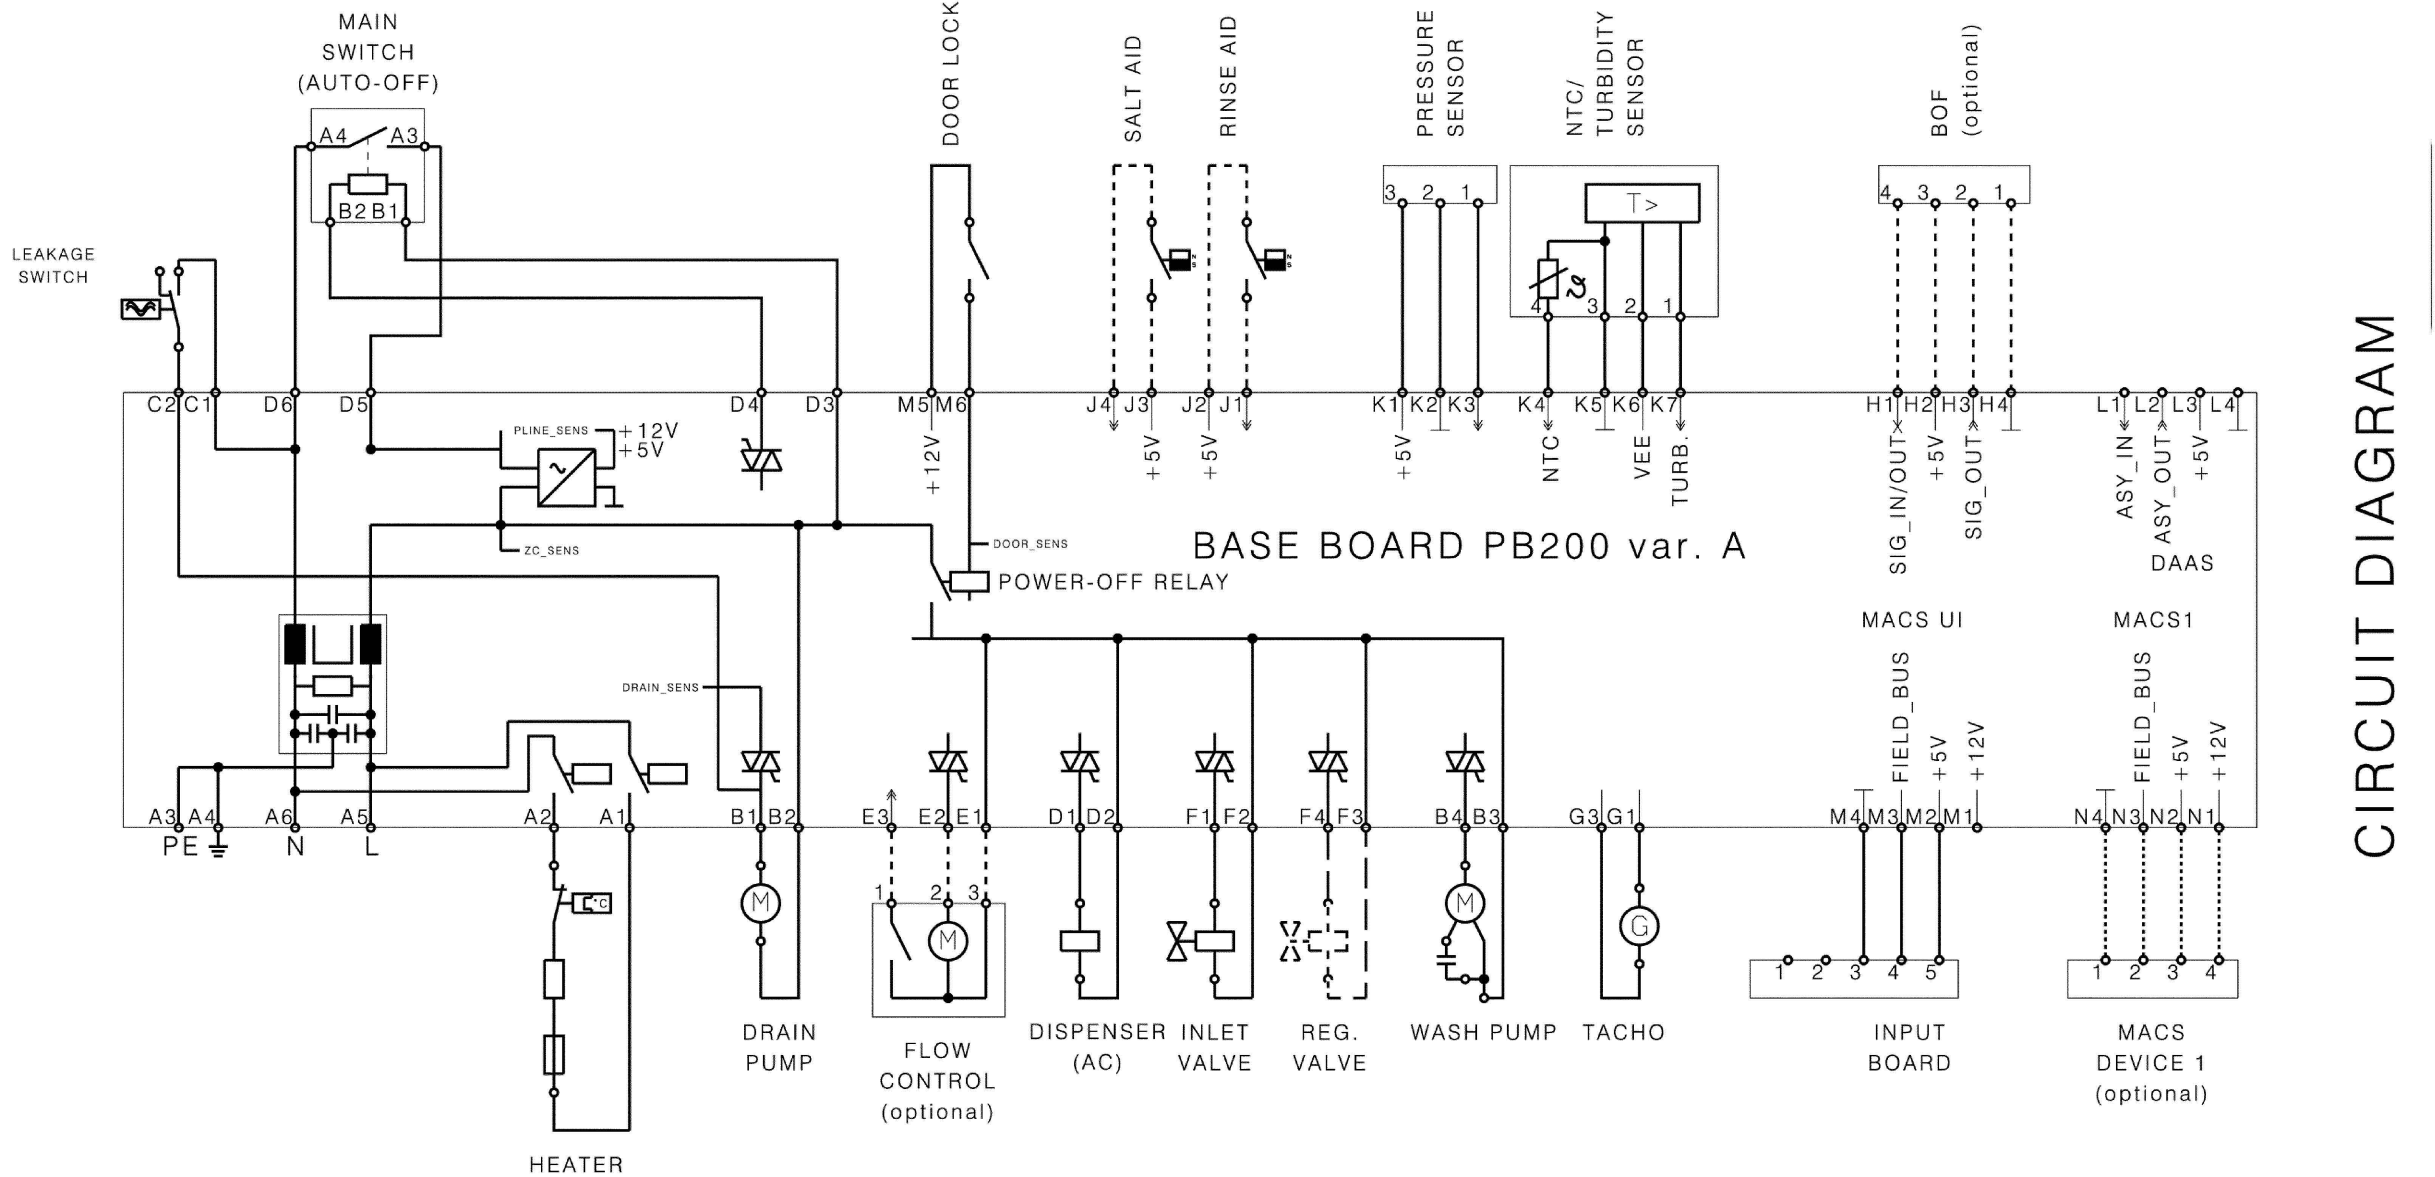 MAIN
SWITCH
(AUTO-OFF)
A4 A3
B2 B1
LEAKAGE
SWITCH
DOOR LOCK
SALT AID
RINSE AID
N
S
N
S
PRESSURE
SENSOR
3 2 1
NTC/
TURBIDITY
SENSOR
T>
4 3 2 1
BOF
(optional)
4 3 2 1
C2 C1 D6 D5 D4 D3 M5 M6 J4 J3 J2 J1 K1 K2 K3 K4 K5 K6 K7 H1 H2 H3 H4 L1 L2 L3 L4
PLINE_SENS
+12V
+5V
ZC_SENS
+12V
+5V
+5V
+5V
NTC
VEE
TURB.
SIG_IN/OUT
+5V
SIG_OUT
ASY_IN
ASY_OUT
+5V
DAAS
DOOR_SENS
POWER-OFF RELAY
BASE BOARD PB200 var. A
CIRCUIT DIAGRAM
MACS UI
MACS1
FIELD_BUS
+5V
+12V
FIELD_BUS
+5V
+12V
DRAIN_SENS
A3 A4 A6 A5 A2 A1 B1 B2 E3 E2 E1 D1 D2 F1 F2 F4 F3 B4 B3 G3 G1 M4 M3 M2 M1 N4 N3 N2 N1
PE N L
°C
M
1 2 3
M
M
G
1 2 3 4 5
1 2 3 4
HEATER
DRAIN
PUMP
FLOW
CONTROL
(optional)
DISPENSER
(AC)
INLET
VALVE
REG.
VALVE
WASH PUMP
TACHO
INPUT
BOARD
MACS
DEVICE 1
(optional)